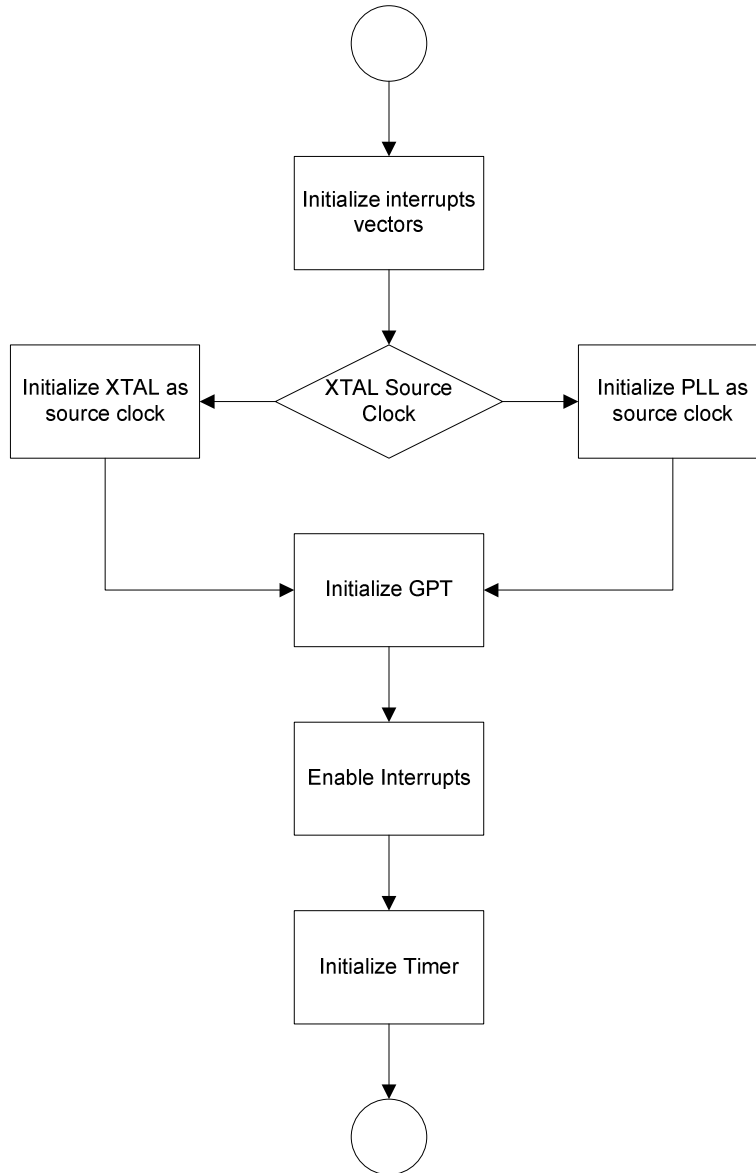 Initialize interrupts
vectors
Initialize XTAL as
source clock
XTAL Source
Clock
Initialize PLL as
source clock
Initialize GPT
Enable Interrupts
Initialize Timer